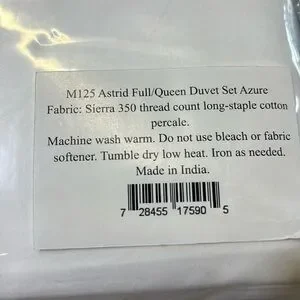 M125 Astrid Full/Queen Duvet Set Azure
Fabric: Sierra 350 thread count long-staple cotton
percale.
Machine wash warm. Do not use bleach or fabric
softener. Tumble dry low heat. Iron as needed.
Made in India.
7 28455 17590 5